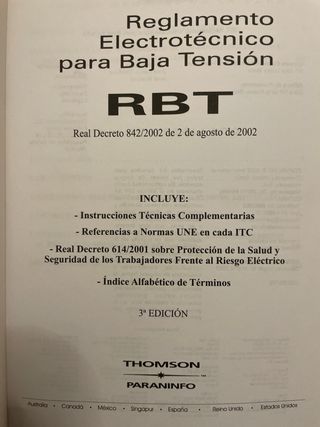 Reglamento
Electrotécnico
para Baja Tensión
RBT
Real Decreto 842/2002 de 2 de agosto de 2002
INCLUYE:
- Instrucciones Técnicas Complementarias
- Referencias a Normas UNE en cada ITC
- Real Decreto 614/2001 sobre Protección de la Salud y
Seguridad de los Trabajadores Frente al Riesgo Eléctrico
- Índice Alfabético de Términos
3ª EDICIÓN
THOMSON
PARANINFO
Australia • Canadá • México • Singapur • España • Reino Unido • Estados Unidos